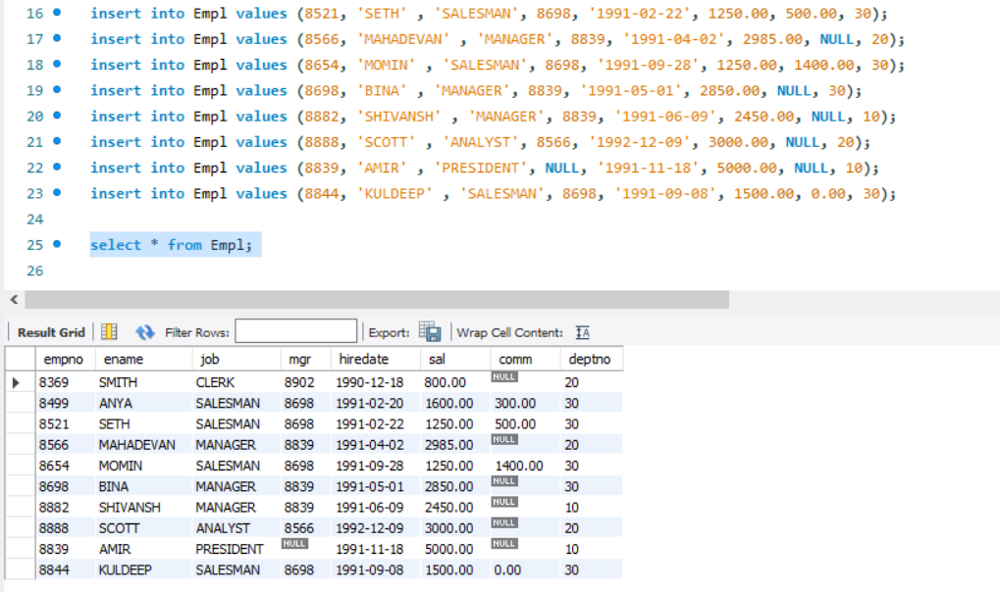 16 insert into Empl values (8521, 'SETH' , 'SALESMAN', 8698, '1991-02-22', 1250.00, 500.00, 30);
17 insert into Empl values (8566, 'MAHADEVAN' , 'MANAGER', 8839, '1991-04-02', 2985.00, NULL, 20);
18 insert into Empl values (8654, 'MOMIN' , 'SALESMAN', 8698, '1991-09-28', 1250.00, 1400.00, 30);
19 insert into Empl values (8698, 'BINA' , 'MANAGER', 8839, '1991-05-01', 2850.00, NULL, 30);
20 insert into Empl values (8882, 'SHIVANSH' , 'MANAGER', 8839, '1991-06-09', 2450.00, NULL, 10);
21 insert into Empl values (8888, 'SCOTT' , 'ANALYST', 8566, '1992-12-09', 3000.00, NULL, 20);
22 insert into Empl values (8839, 'AMIR' , 'PRESIDENT', NULL, '1991-11-18', 5000.00, NULL, 10);
23 insert into Empl values (8844, 'KULDEEP' , 'SALESMAN', 8698, '1991-09-08', 1500.00, 0.00, 30);
24
25 select * from Empl;
26
Result Grid Filter Rows: Export: Wrap Cell Content: IA
empno ename job mgr hiredate sal comm deptno
8369 SMITH CLERK 8902 1990-12-18 800.00 NULL 20
8499 ANYA SALESMAN 8698 1991-02-20 1600.00 300.00 30
8521 SETH SALESMAN 8698 1991-02-22 1250.00 500.00 30
8566 MAHADEVAN MANAGER 8839 1991-04-02 2985.00 NULL 20
8654 MOMIN SALESMAN 8698 1991-09-28 1250.00 1400.00 30
8698 BINA MANAGER 8839 1991-05-01 2850.00 NULL 30
8882 SHIVANSH MANAGER 8839 1991-06-09 2450.00 NULL 10
8888 SCOTT ANALYST 8566 1992-12-09 3000.00 NULL 20
8839 AMIR PRESIDENT NULL 1991-11-18 5000.00 NULL 10
8844 KULDEEP SALESMAN 8698 1991-09-08 1500.00 0.00 30